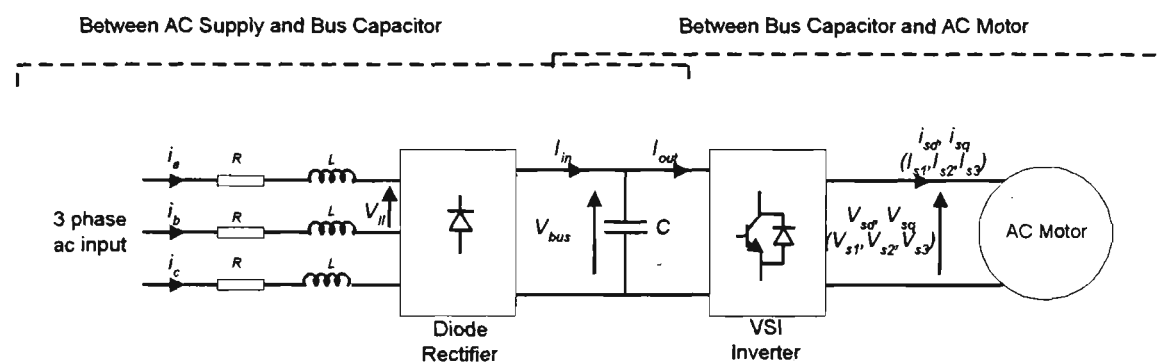 Between AC Supply and Bus Capacitor
Between Bus Capacitor and AC Motor
i_a R L
I_in I_out
i_sd, i_sq
(I_s1, I_s2, I_s3)
3 phase
ac input
i_b R L
V_ll
V_bus
C
V_sd, V_sq
(V_s1, V_s2, V_s3)
AC Motor
i_c R L
Diode
Rectifier
VSI
Inverter